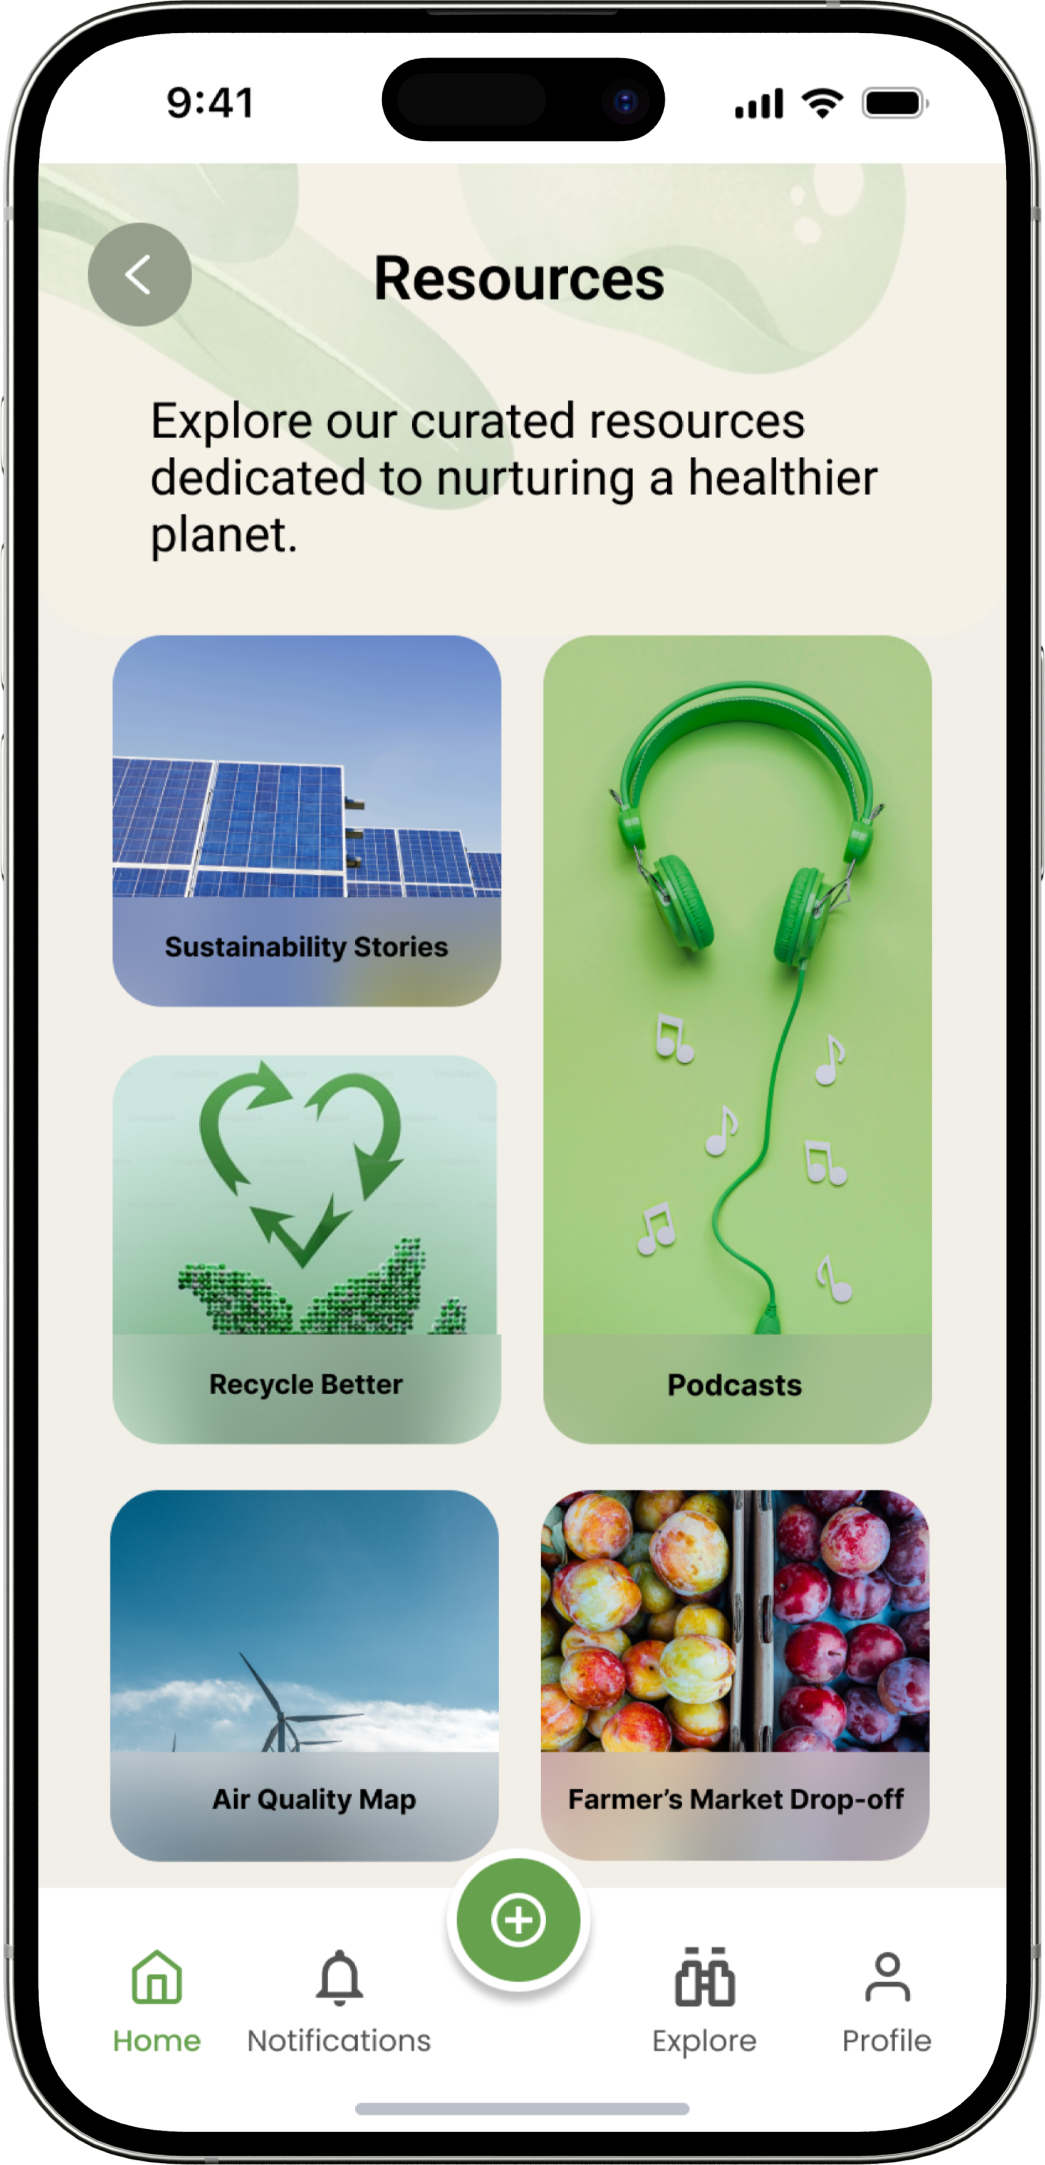 9:41
Resources
Explore our curated resources
dedicated to nurturing a healthier
planet.
Sustainability Stories
Recycle Better
Podcasts
Air Quality Map
Farmer's Market Drop-off
Home
Notifications
Explore
Profile